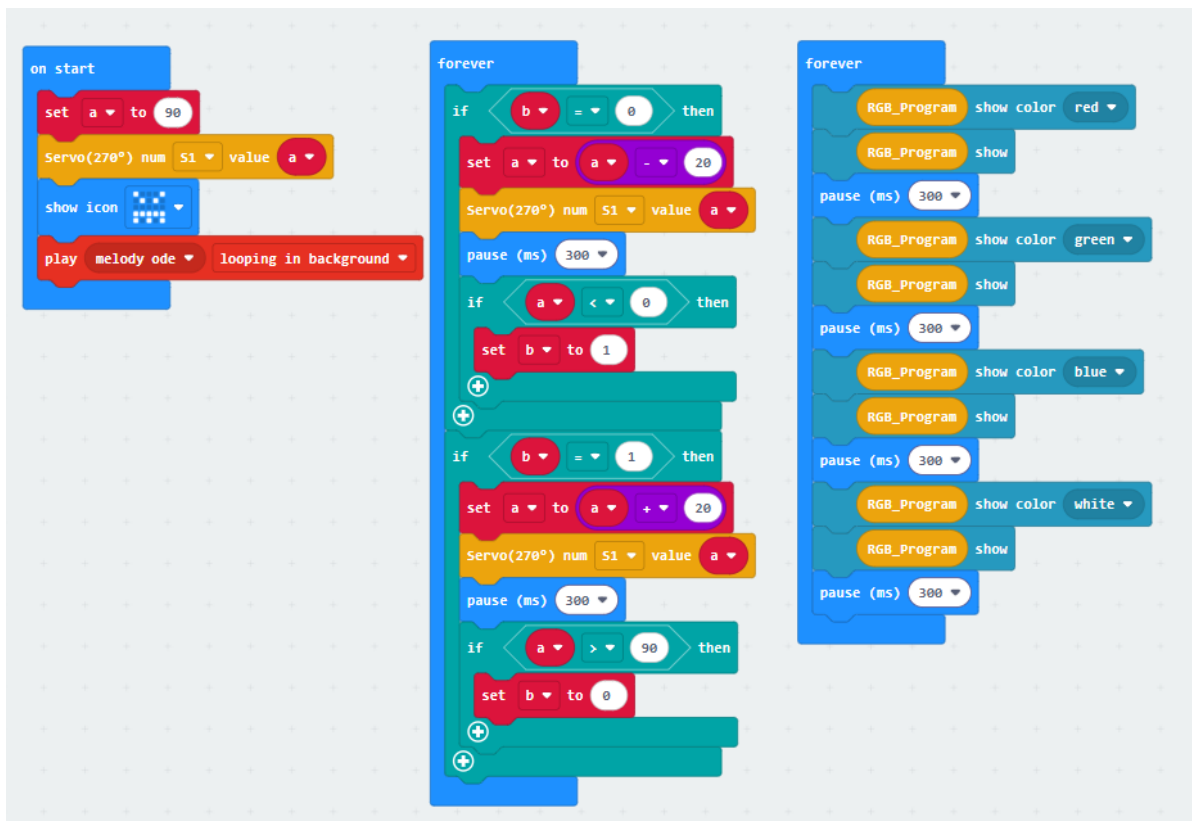 on start
set a to 90
Servo(270º) num S1 value a
show icon
play melody ode looping in background
forever
if b = 0 then
set a to a - 20
Servo(270º) num S1 value a
pause (ms) 300
if a < 0 then
set b to 1
if b = 1 then
set a to a + 20
Servo(270º) num S1 value a
pause (ms) 300
if a > 90 then
set b to 0
forever
RGB_Program show color red
RGB_Program show
pause (ms) 300
RGB_Program show color green
RGB_Program show
pause (ms) 300
RGB_Program show color blue
RGB_Program show
pause (ms) 300
RGB_Program show color white
RGB_Program show
pause (ms) 300